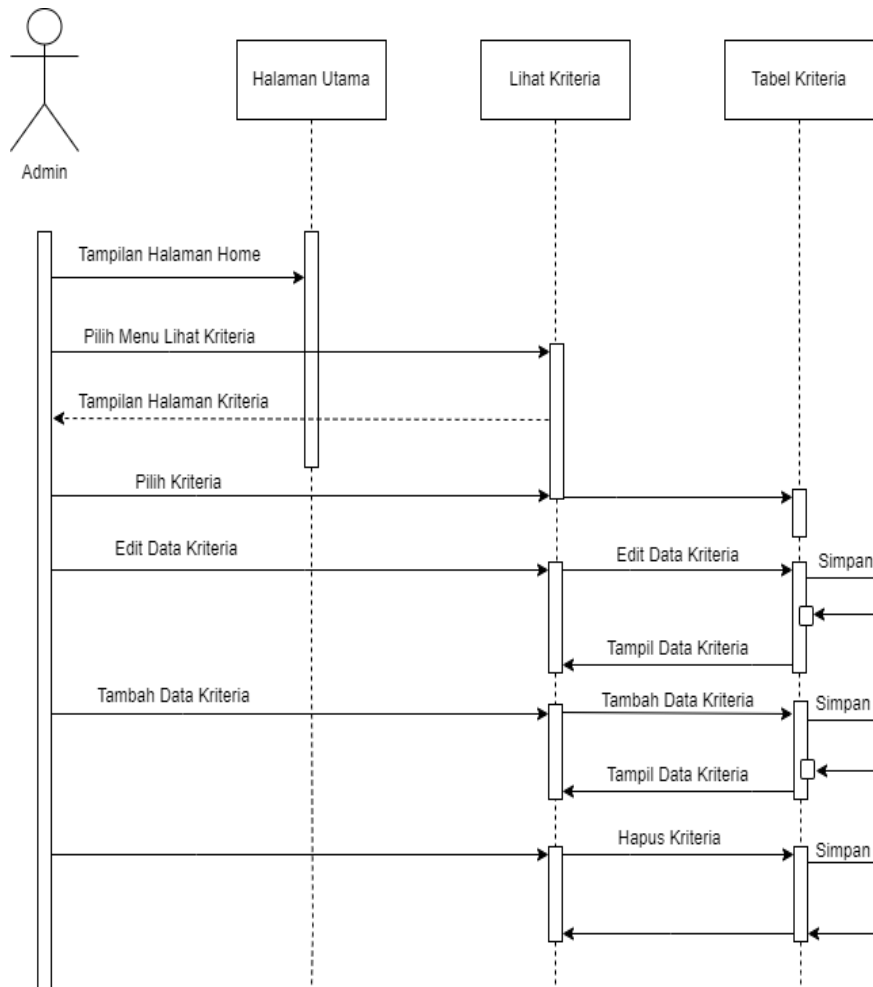 Halaman Utama
Lihat Kriteria
Tabel Kriteria
Admin
Tampilan Halaman Home
Pilih Menu Lihat Kriteria
Tampilan Halaman Kriteria
Pilih Kriteria
Edit Data Kriteria
Edit Data Kriteria
Simpan
Tampil Data Kriteria
Tambah Data Kriteria
Tambah Data Kriteria
Simpan
Tampil Data Kriteria
Hapus Kriteria
Simpan